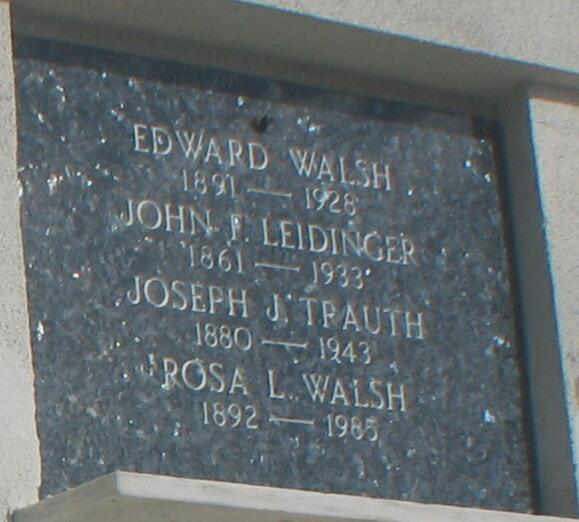 EDWARD WALSH
1891 — 1928
JOHN P. LEIDINGER
1861 — 1933
JOSEPH J. TRAUTH
1880 — 1943
ROSA L. WALSH
1892 — 1985